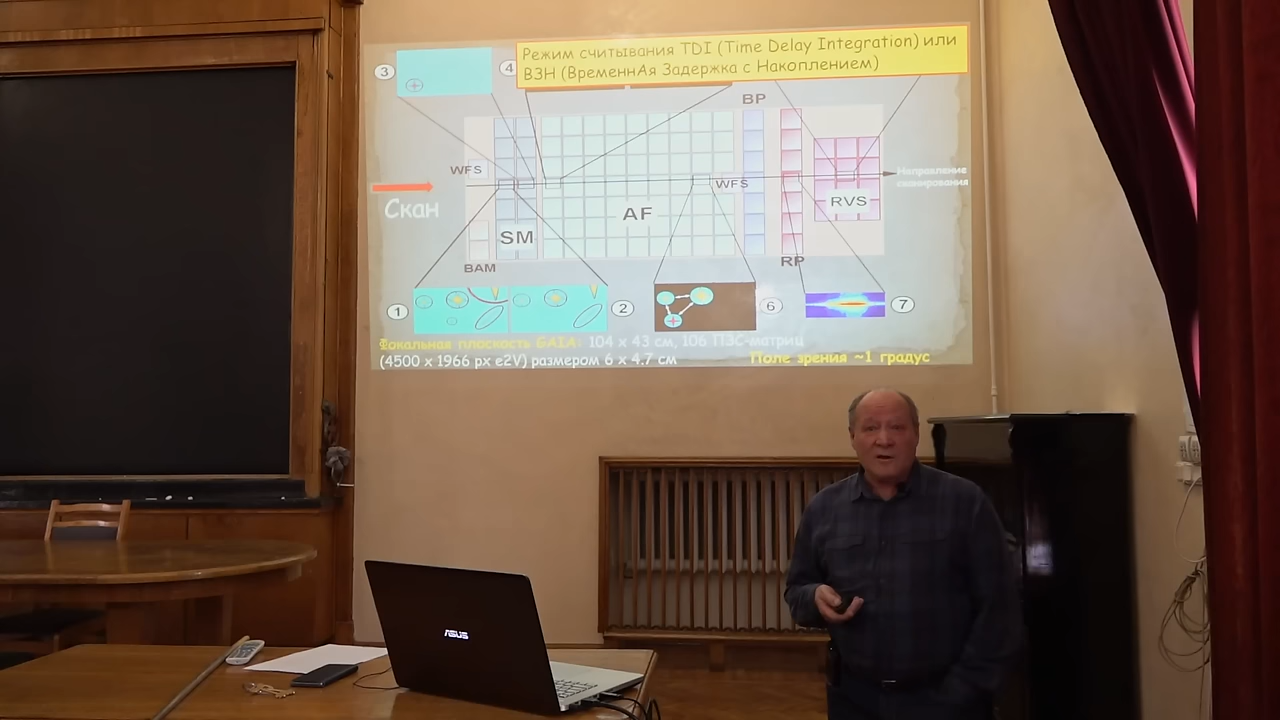 Режим считывания TDI (Time Delay Integration) или
ВЗН (ВременнАя Задержка с Накоплением)
3
4
BP
WFS
WFS
Направление
сканирования
Скан
AF
RVS
SM
BAM
RP
1
2
6
7
Фокальная плоскость GAIA: 104 x 43 см, 106 ПЗС-матриц
(4500 x 1966 px e2V) размером 6 x 4.7 см
Поле зрения ~1 градус
ASUS